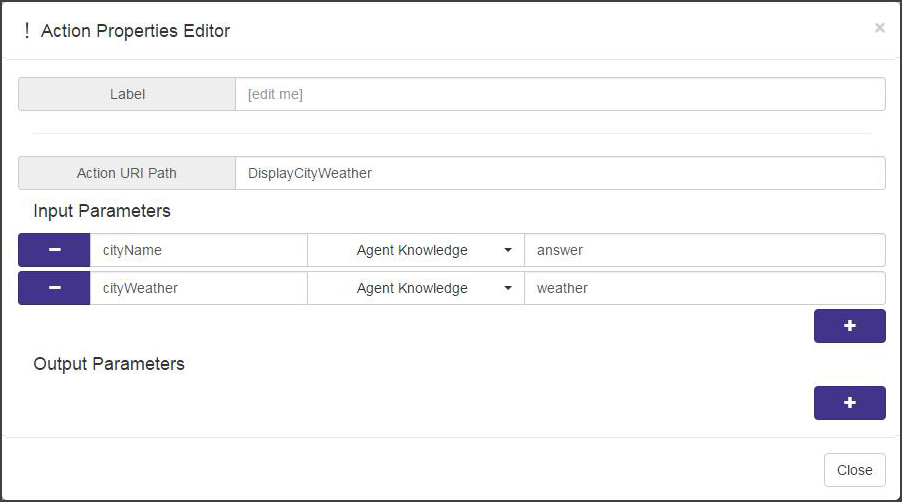 ! Action Properties Editor ×
Label [edit me]
Action URI Path DisplayCityWeather
Input Parameters
− cityName Agent Knowledge answer
− cityWeather Agent Knowledge weather
+
Output Parameters
+
Close